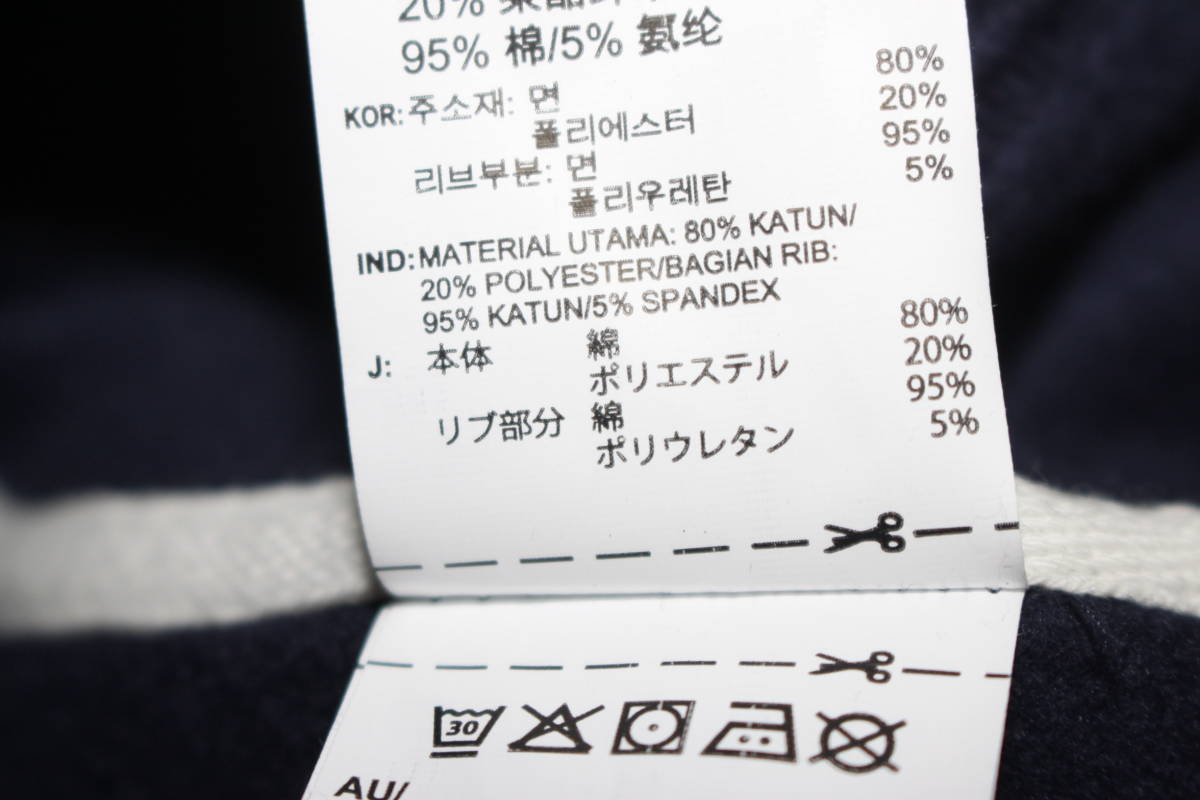 20%
95% 棉/5% 氨纶
KOR: 주소재: 면 80%
폴리에스터 20%
리브부분: 면 95%
폴리우레탄 5%
IND: MATERIAL UTAMA: 80% KATUN/
20% POLYESTER/BAGIAN RIB:
95% KATUN/5% SPANDEX
J: 本体 綿 80%
ポリエステル 20%
リブ部分 綿 95%
ポリウレタン 5%
30
AU/